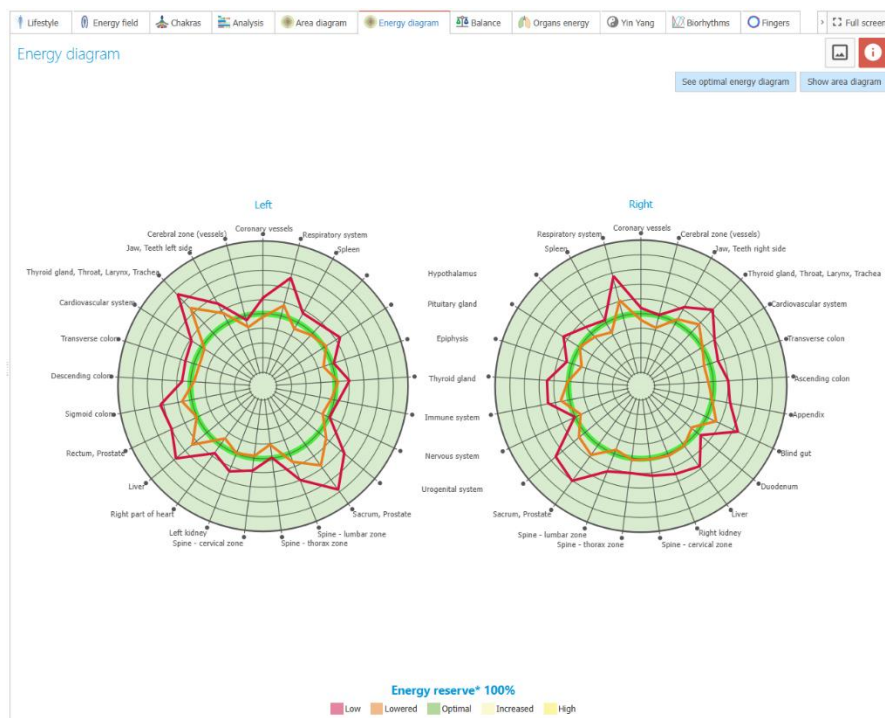 Lifestyle
Energy field
Chakras
Analysis
Area diagram
Energy diagram
Balance
Organs energy
Yin Yang
Biorhythms
Fingers
Full screen
Energy diagram
See optimal energy diagram
Show area diagram
Left
Coronary vessels
Cerebral zone (vessels)
Respiratory system
Jaw, Teeth left side
Spleen
Thyroid gland, Throat, Larynx, Trachea
Hypothalamus
Cardiovascular system
Pituitary gland
Transverse colon
Epiphysis
Descending colon
Thyroid gland
Sigmoid colon
Immune system
Rectum, Prostate
Nervous system
Liver
Urogenital system
Right part of heart
Sacrum, Prostate
Left kidney
Spine - lumbar zone
Spine - cervical zone
Spine - thorax zone
Right
Coronary vessels
Respiratory system
Cerebral zone (vessels)
Spleen
Jaw, Teeth right side
Thyroid gland, Throat, Larynx, Trachea
Cardiovascular system
Transverse colon
Ascending colon
Appendix
Blind gut
Duodenum
Sacrum, Prostate
Liver
Spine - lumbar zone
Right kidney
Spine - thorax zone
Spine - cervical zone
Energy reserve* 100%
Low
Lowered
Optimal
Increased
High